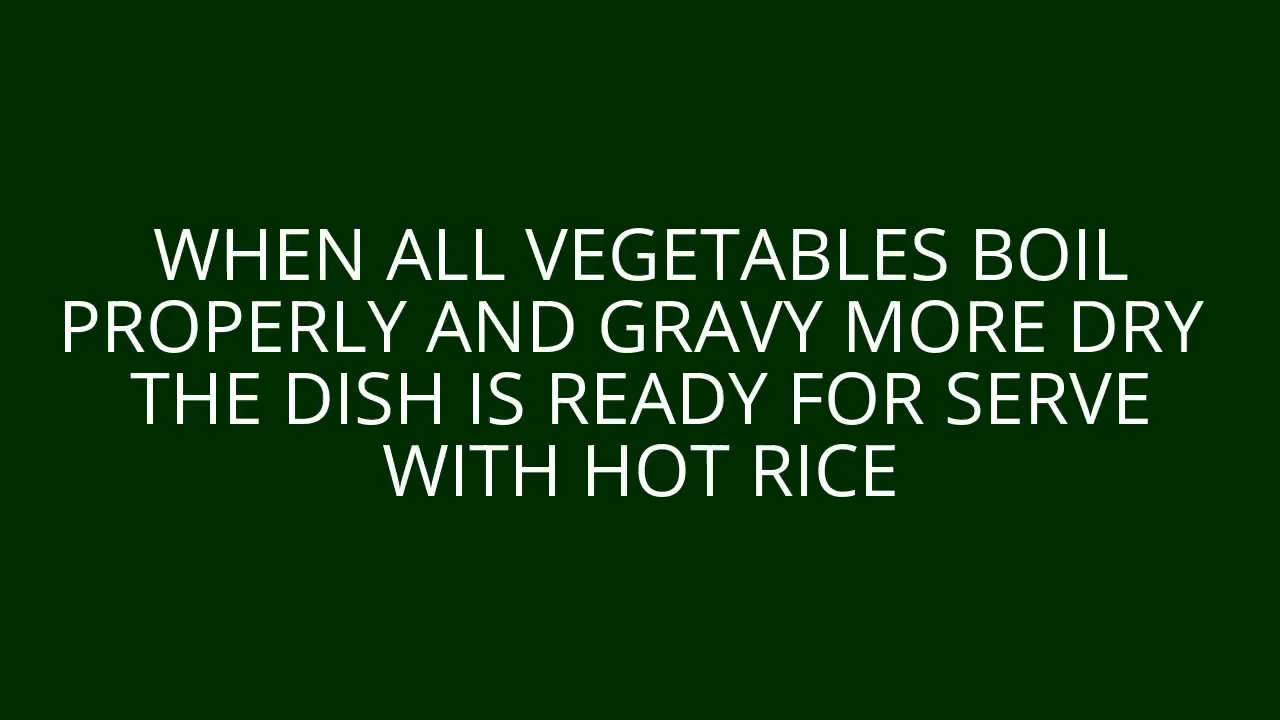 WHEN ALL VEGETABLES BOIL
PROPERLY AND GRAVY MORE DRY
THE DISH IS READY FOR SERVE
WITH HOT RICE